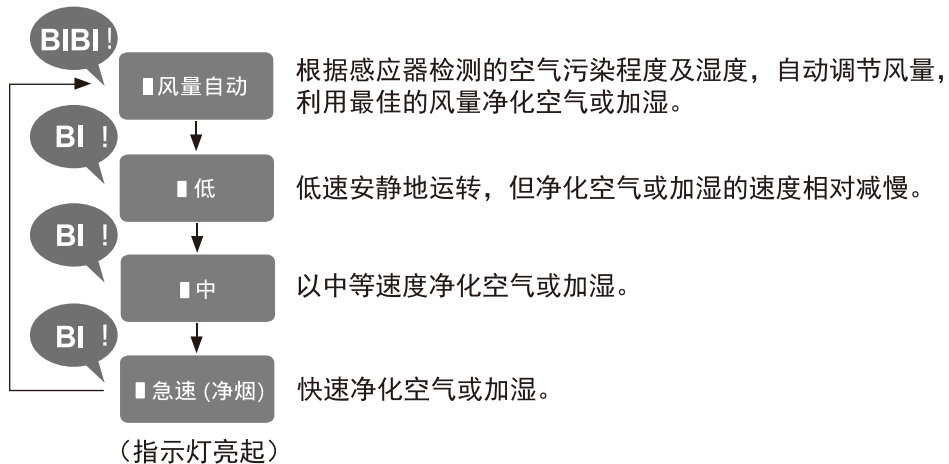 BIBI!
风量自动
根据感应器检测的空气污染程度及湿度，自动调节风量，
利用最佳的风量净化空气或加湿。
BI!
低
低速安静地运转，但净化空气或加湿的速度相对减慢。
BI!
中
以中等速度净化空气或加湿。
BI!
急速(净烟)
快速净化空气或加湿。
（指示灯亮起）